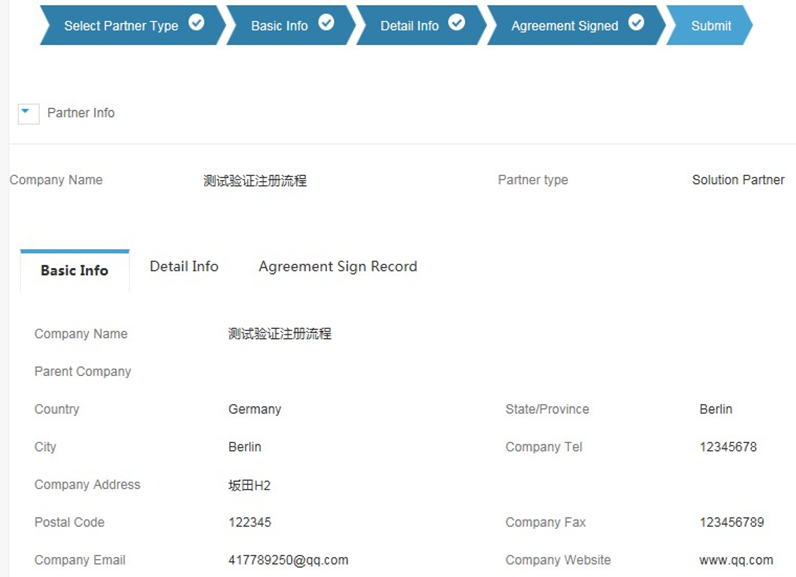 Select Partner Type Basic Info Detail Info Agreement Signed Submit
Partner Info
Company Name 测试验证注册流程 Partner type Solution Partner
Basic Info Detail Info Agreement Sign Record
Company Name 测试验证注册流程
Parent Company
Country Germany State/Province Berlin
City Berlin Company Tel 12345678
Company Address 坂田H2
Postal Code 122345 Company Fax 123456789
Company Email 417789250@qq.com Company Website www.qq.com